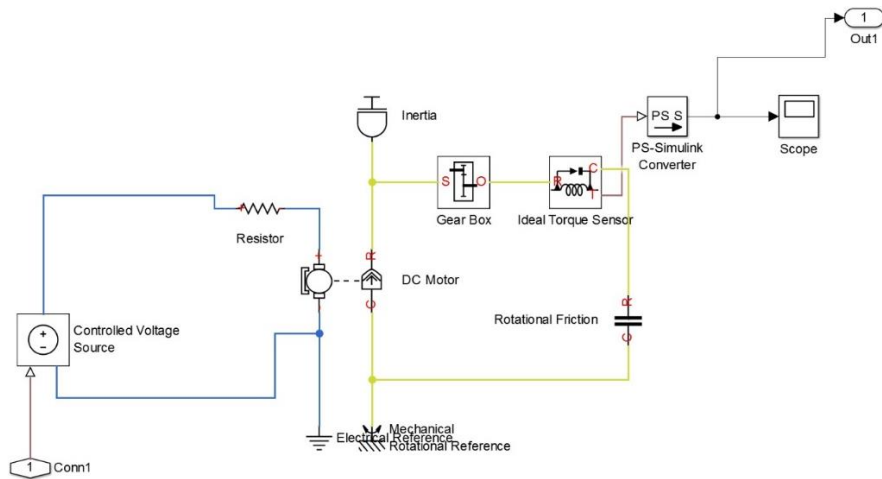 1
Out1
Inertia
PS S
PS-Simulink
Converter
Scope
S
O
Gear Box
R
C
T
Ideal Torque Sensor
+
Resistor
+
R
DC Motor
-
C
Controlled Voltage
Source
+
-
Rotational Friction
R
C
Electrical Reference
Mechanical
Rotational Reference
1
Conn1